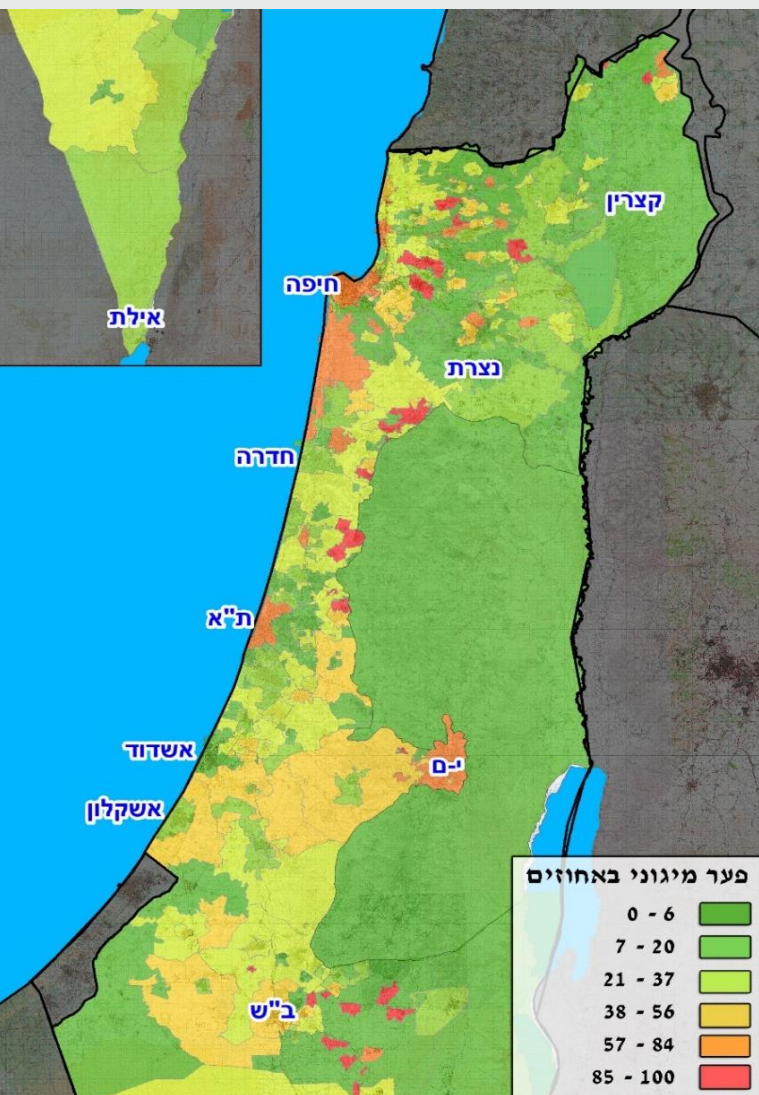 קצרין
חיפה
אילת
נצרת
חדרה
ת"א
אשדוד
י-ם
אשקלון
ב"ש
פער מיגוני באחוזים
0 - 6
7 - 20
21 - 37
38 - 56
57 - 84
85 - 100